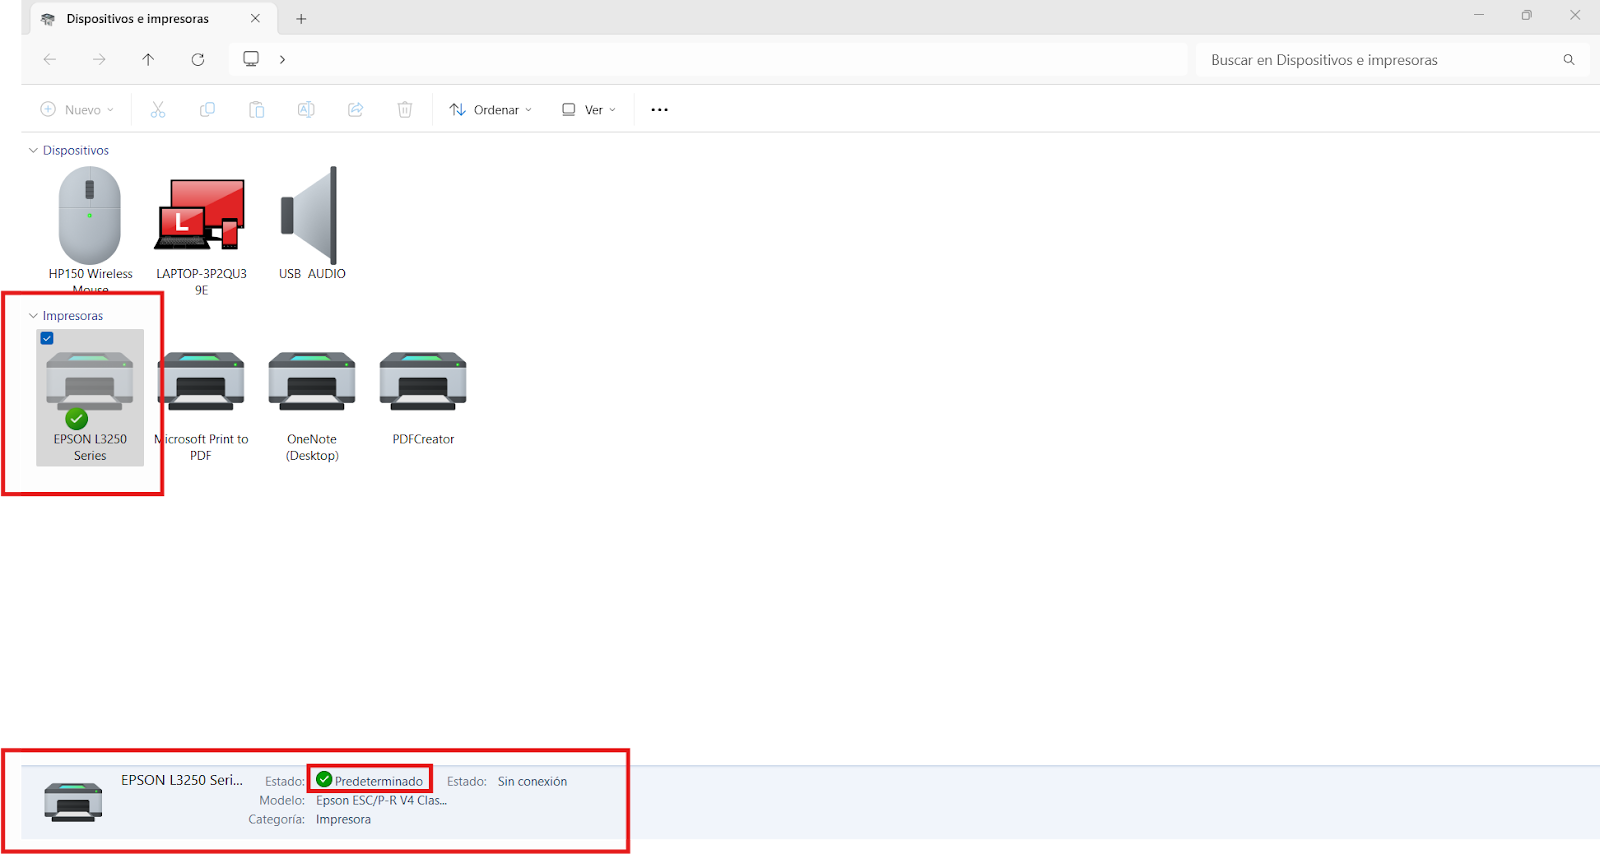 Dispositivos e impresoras
Buscar en Dispositivos e impresoras
Nuevo
Ordenar
Ver
Dispositivos
HP150 Wireless
Mouse
LAPTOP-3P2QU3
9E
USB AUDIO
Impresoras
EPSON L3250
Series
Microsoft Print to
PDF
OneNote
(Desktop)
PDFCreator
EPSON L3250 Seri...
Estado: Predeterminado
Estado: Sin conexión
Modelo: Epson ESC/P-R V4 Clas...
Categoría: Impresora